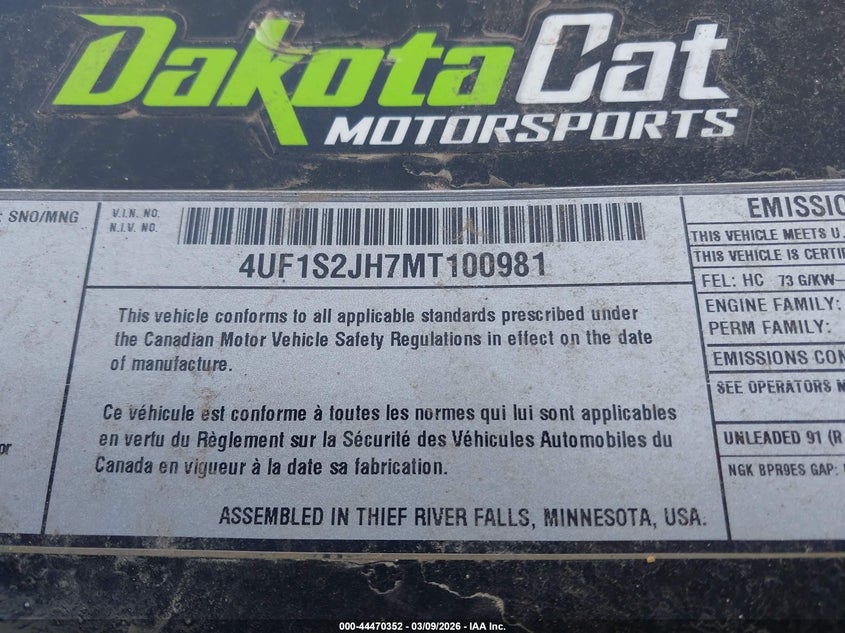 Dakota Cat
MOTORSPORTS
SNO/MNG
V.I.N. NO.
N.I.V. NO.
4UF1S2JH7MT100981
This vehicle conforms to all applicable standards prescribed under
the Canadian Motor Vehicle Safety Regulations in effect on the date
of manufacture.
Ce véhicule est conforme à toutes les normes qui lui sont applicables
en vertu du Règlement sur la Sécurité des Véhicules Automobiles du
Canada en vigueur à la date sa fabrication.
ASSEMBLED IN THIEF RIVER FALLS, MINNESOTA, USA.
or
EMISSIO
THIS VEHICLE MEETS U.
THIS VEHICLE IS CERTIF
FEL: HC 73 G/KW-
ENGINE FAMILY:
PERM FAMILY:
EMISSIONS CON
SEE OPERATORS M
UNLEADED 91 (R
NGK BPR9ES GAP:
000-44470352 - 03/09/2026 - IAA Inc.